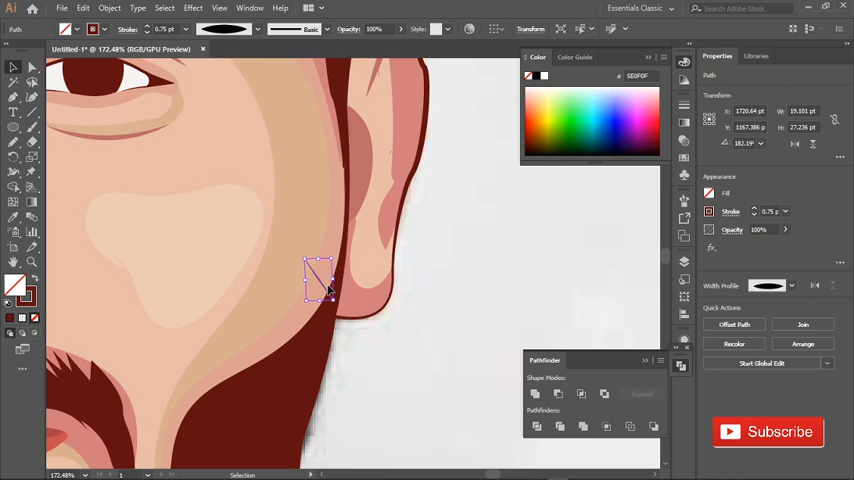 Ai File Edit Object Type Select Effect View Window Help Essentials Classic Search Adobe Stock
Path Stroke: 0.75 pt Basic Opacity: 100% Style: Transform
Untitled-1* @ 172.48% (RGB/GPU Preview) ×
Color Color Guide
# 5E0F0F
Properties Libraries
Path
Transform
X: 1720.64 pt W: 19.101 pt
Y: 1167.386 p H: 27.236 pt
182.19°
Appearance
Fill
Stroke 0.75 p
Opacity 100%
fx.
Width Profile:
Quick Actions
Offset Path Join
Recolor Arrange
Start Global Edit
Pathfinder
Shape Modes:
Expand
Pathfinders:
Subscribe
172.48% 1 Selection